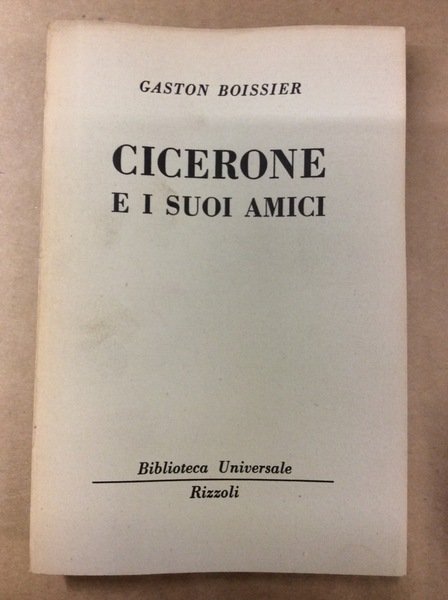 GASTON BOISSIER
CICERONE
E I SUOI AMICI
Biblioteca Universale
Rizzoli